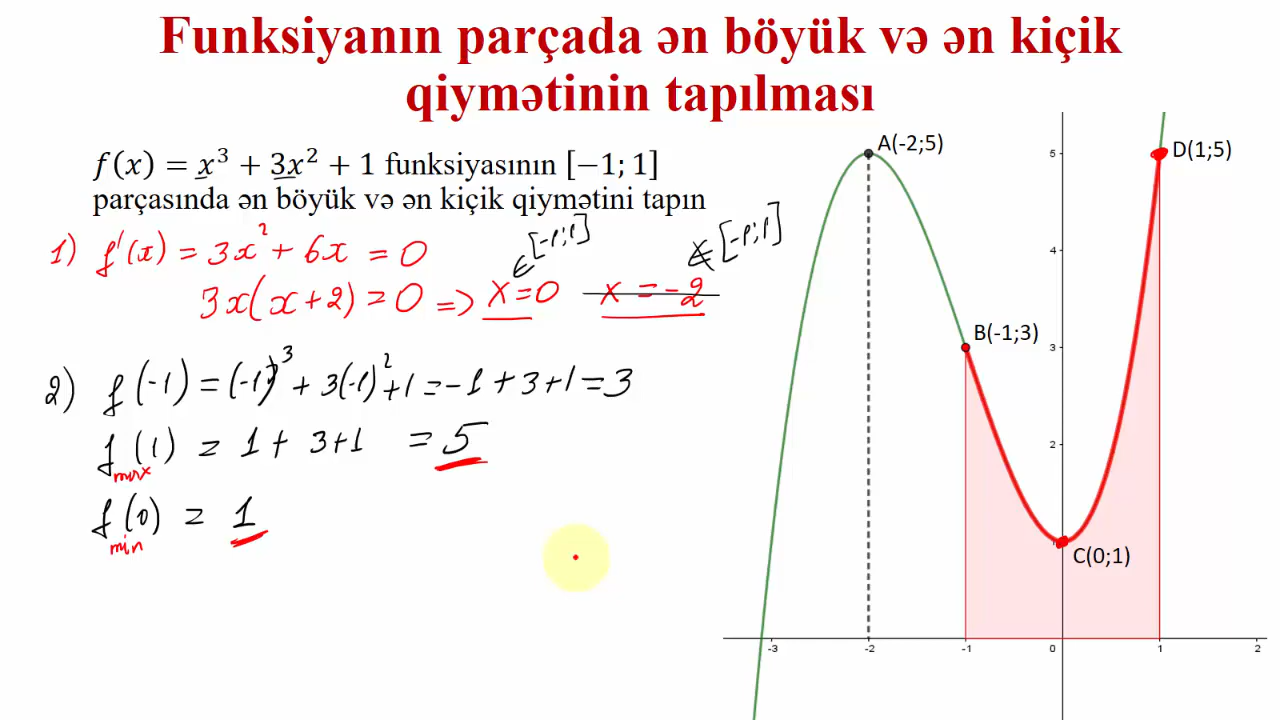 Funksiyanın parçada ən böyük və ən kiçik
qiymətinin tapılması
f(x) = x³ + 3x² + 1 funksiyasının [−1; 1]
parçasında ən böyük və ən kiçik qiymətini tapın
1) f'(x) = 3x² + 6x = 0
∈[-1;1]
∉[-1;1]
3x(x+2) = 0 => x=0 x=-2
2) f(-1) = (-1)³ + 3(-1)² + 1 = -1 + 3 + 1 = 3
f(1) = 1 + 3+1 = 5
max
f(0) = 1
min
A(-2;5)
D(1;5)
B(-1;3)
C(0;1)
5
4
3
2
1
-3 -2 -1 0 1 2